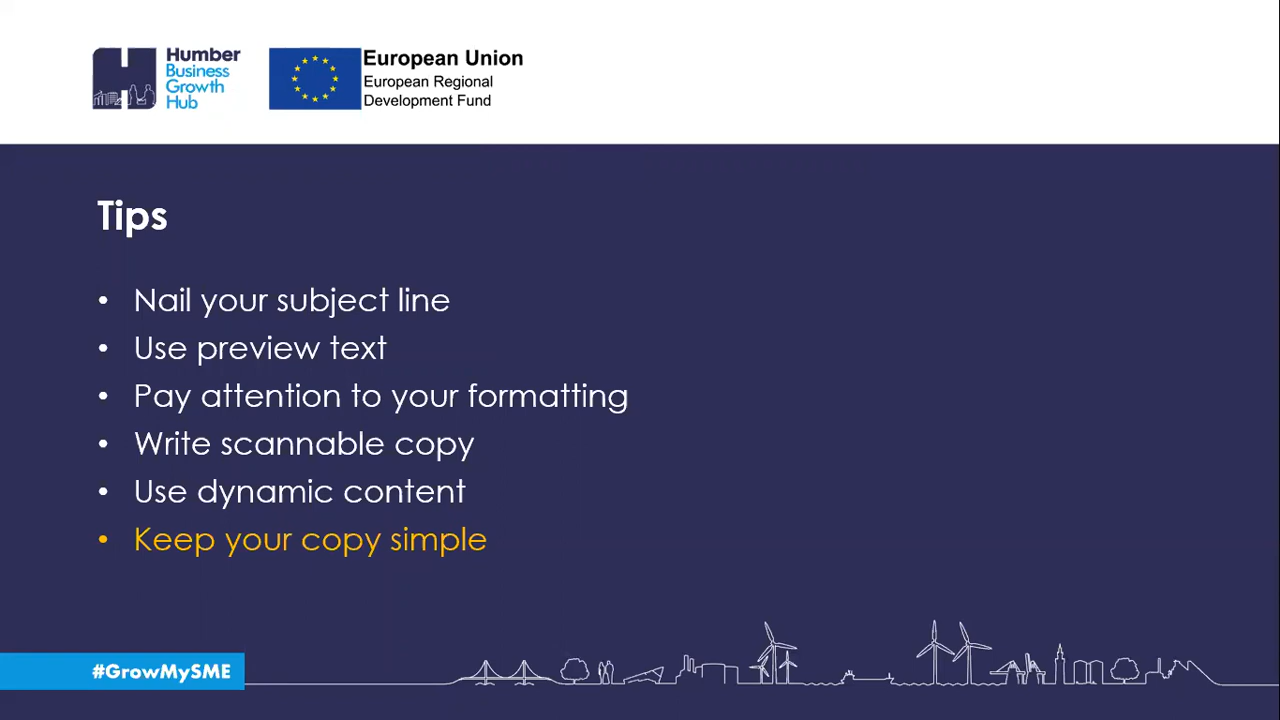 Humber
Business
Growth
Hub
European Union
European Regional
Development Fund
Tips
• Nail your subject line
• Use preview text
• Pay attention to your formatting
• Write scannable copy
• Use dynamic content
• Keep your copy simple
#GrowMySME